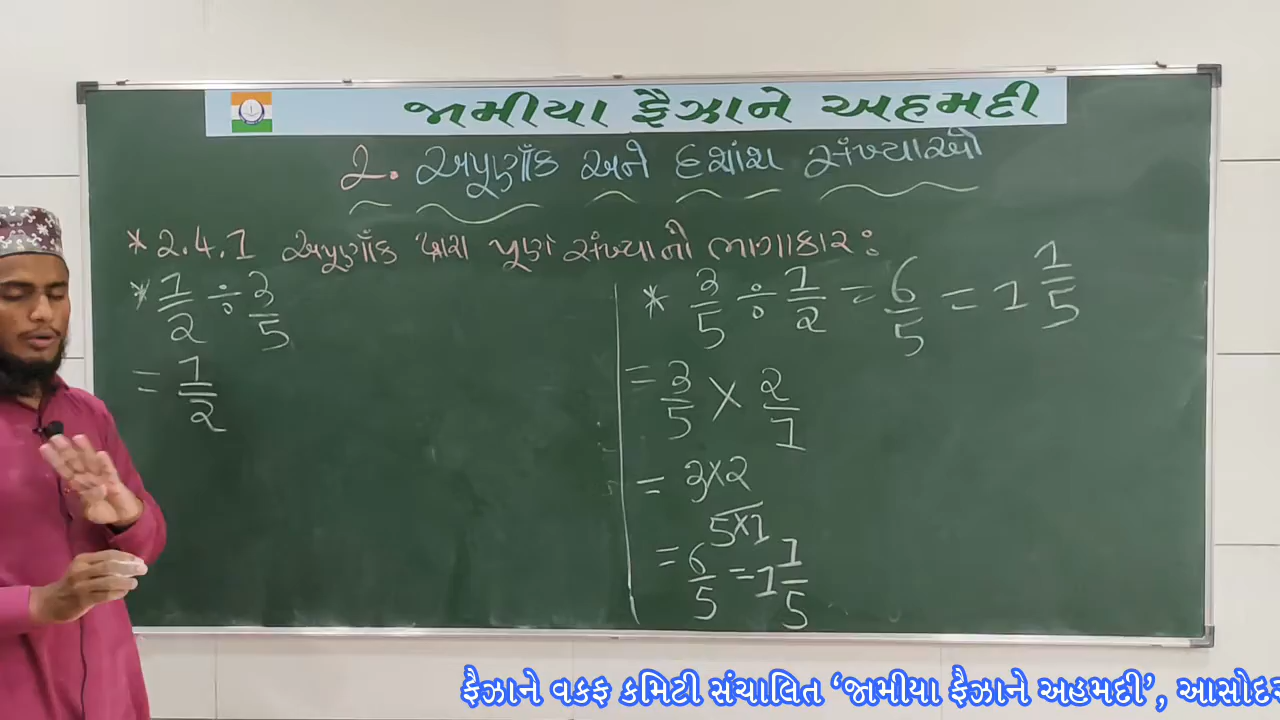 જામીયા ફૈઝાને અહમદી
2. અપૂર્ણાંક અને દશાંશ સંખ્યાઓ
* 2.4.1 અપૂર્ણાંક દ્વારા પૂર્ણ સંખ્યાનો ભાગાકાર :
* 1/2 ÷ 3/5
= 1/2
* 3/5 ÷ 1/2 = 6/5 = 1 1/5
= 3/5 × 2/1
= 3×2 / 5×1
= 6/5 = 1 1/5
ફૈઝાને વકફ કમિટી સંચાલિત ‘જામીયા ફૈઝાને અહમદી’, આસોદર